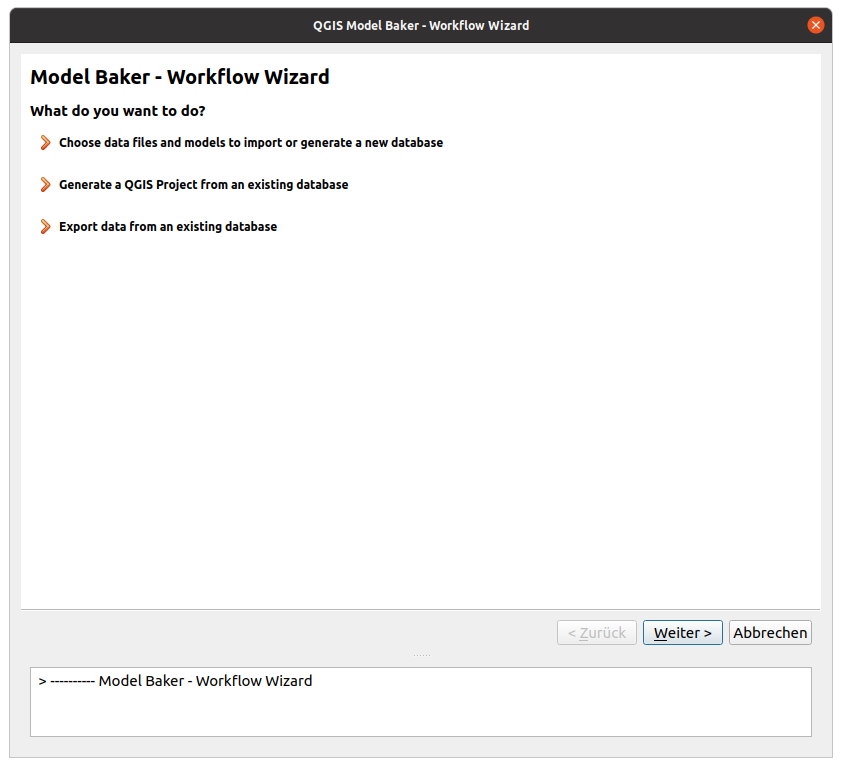 QGIS Model Baker - Workflow Wizard
Model Baker - Workflow Wizard
What do you want to do?
Choose data files and models to import or generate a new database
Generate a QGIS Project from an existing database
Export data from an existing database
< Zurück Weiter > Abbrechen
> ---------- Model Baker - Workflow Wizard